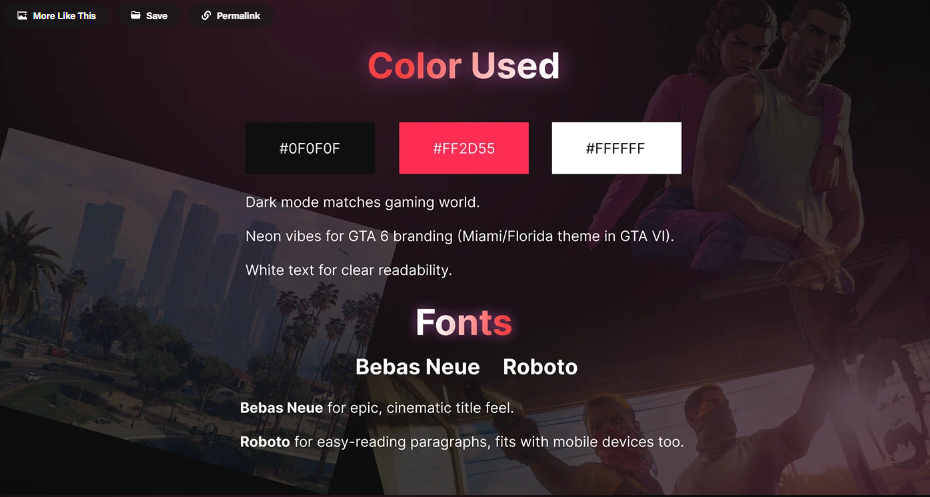 More Like This Save Permalink
Color Used
#0F0F0F #FF2D55 #FFFFFF
Dark mode matches gaming world.
Neon vibes for GTA 6 branding (Miami/Florida theme in GTA VI).
White text for clear readability.
Fonts
Bebas Neue Roboto
Bebas Neue for epic, cinematic title feel.
Roboto for easy-reading paragraphs, fits with mobile devices too.